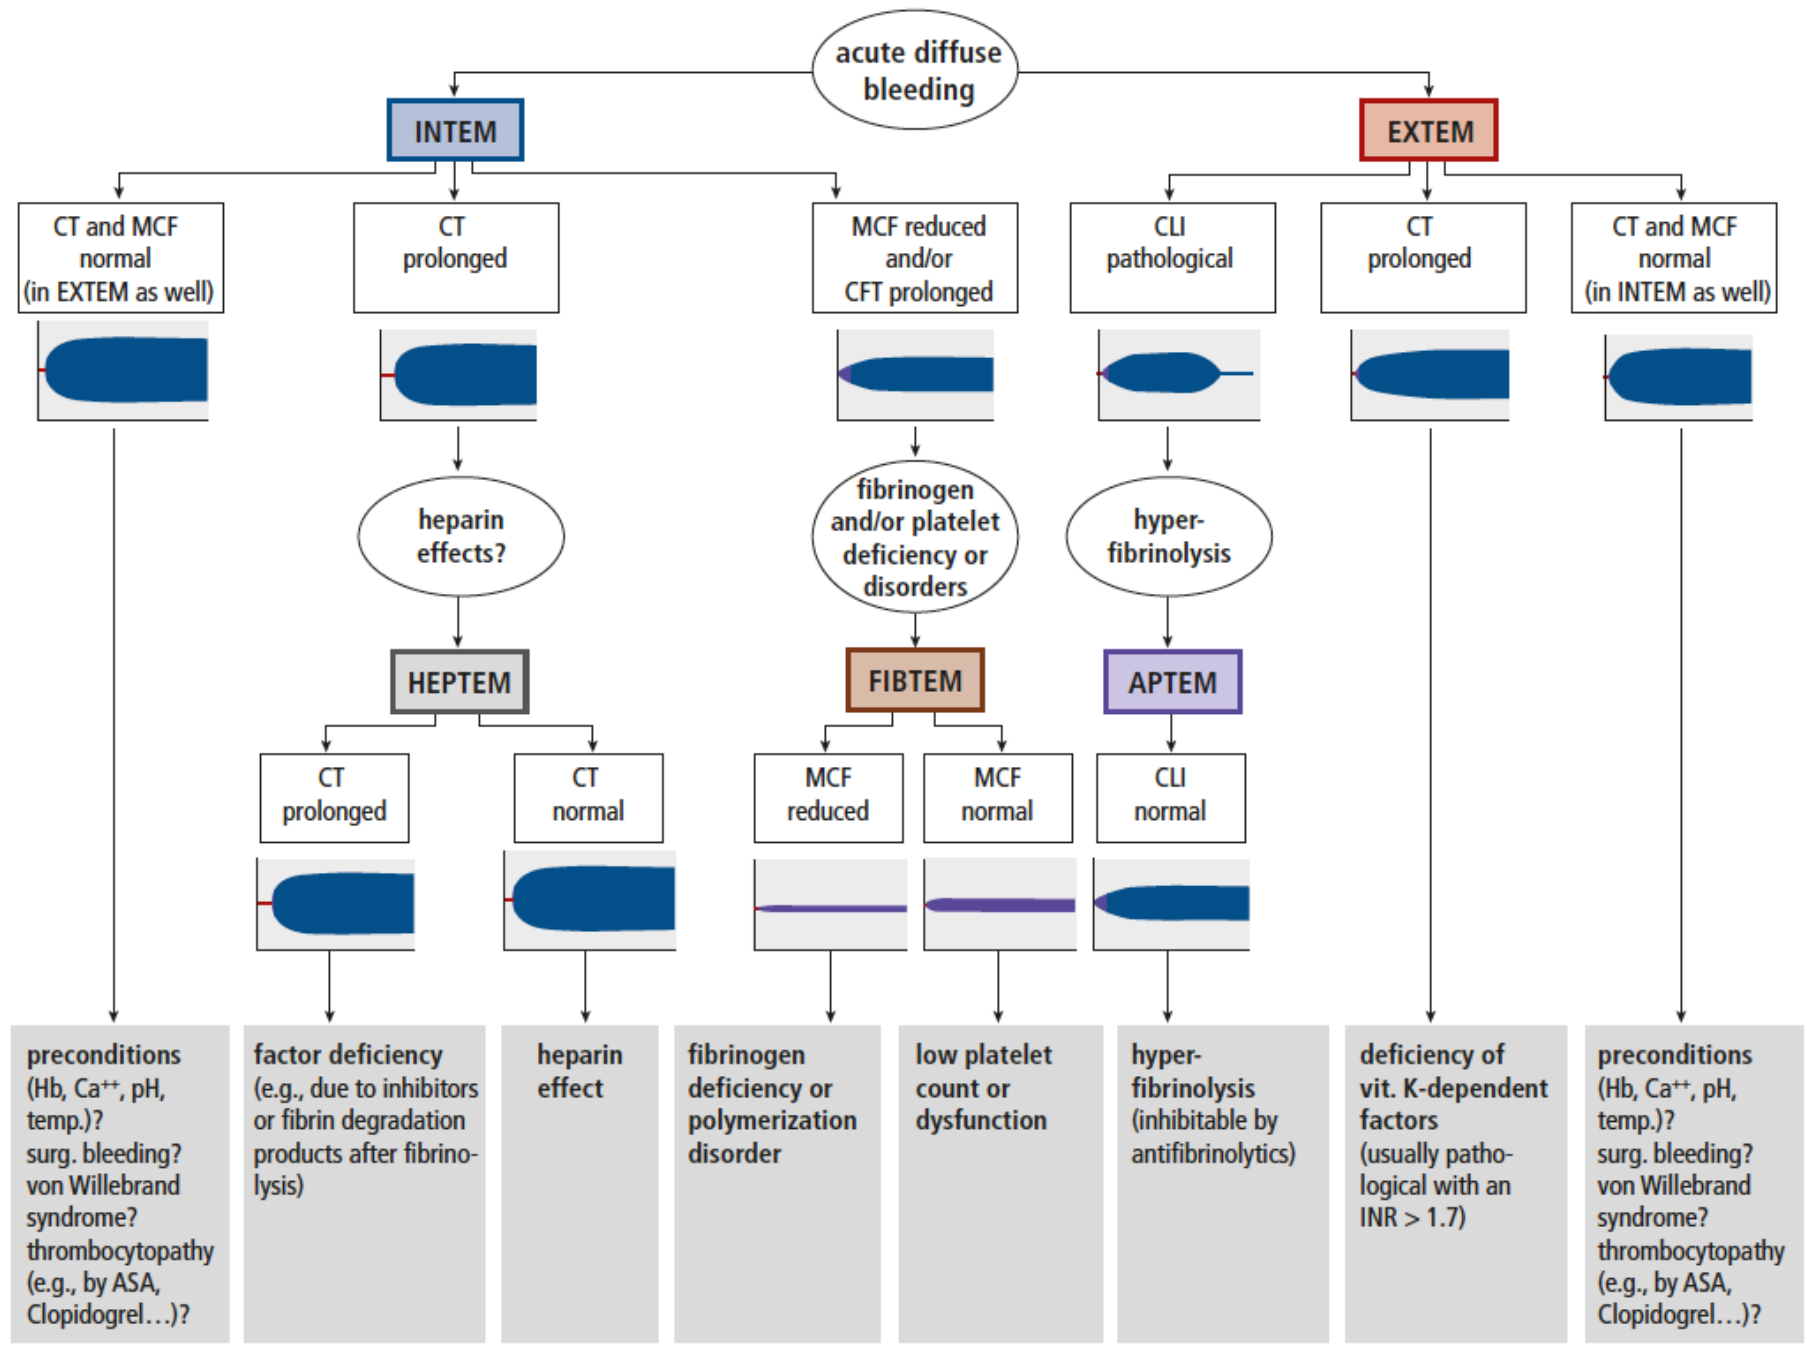 acute diffuse
bleeding
INTEM
EXTEM
CT and MCF
normal
(in EXTEM as well)
CT
prolonged
MCF reduced
and/or
CFT prolonged
CLI
pathological
CT
prolonged
CT and MCF
normal
(in INTEM as well)
heparin
effects?
fibrinogen
and/or platelet
deficiency or
disorders
hyper-
fibrinolysis
HEPTEM
FIBTEM
APTEM
CT
prolonged
CT
normal
MCF
reduced
MCF
normal
CLI
normal
preconditions
(Hb, Ca⁺⁺, pH,
temp.)?
surg. bleeding?
von Willebrand
syndrome?
thrombocytopathy
(e.g., by ASA,
Clopidogrel…)?
factor deficiency
(e.g., due to inhibitors
or fibrin degradation
products after fibrino-
lysis)
heparin
effect
fibrinogen
deficiency or
polymerization
disorder
low platelet
count or
dysfunction
hyper-
fibrinolysis
(inhibitable by
antifibrinolytics)
deficiency of
vit. K-dependent
factors
(usually patho-
logical with an
INR > 1.7)
preconditions
(Hb, Ca⁺⁺, pH,
temp.)?
surg. bleeding?
von Willebrand
syndrome?
thrombocytopathy
(e.g., by ASA,
Clopidogrel…)?